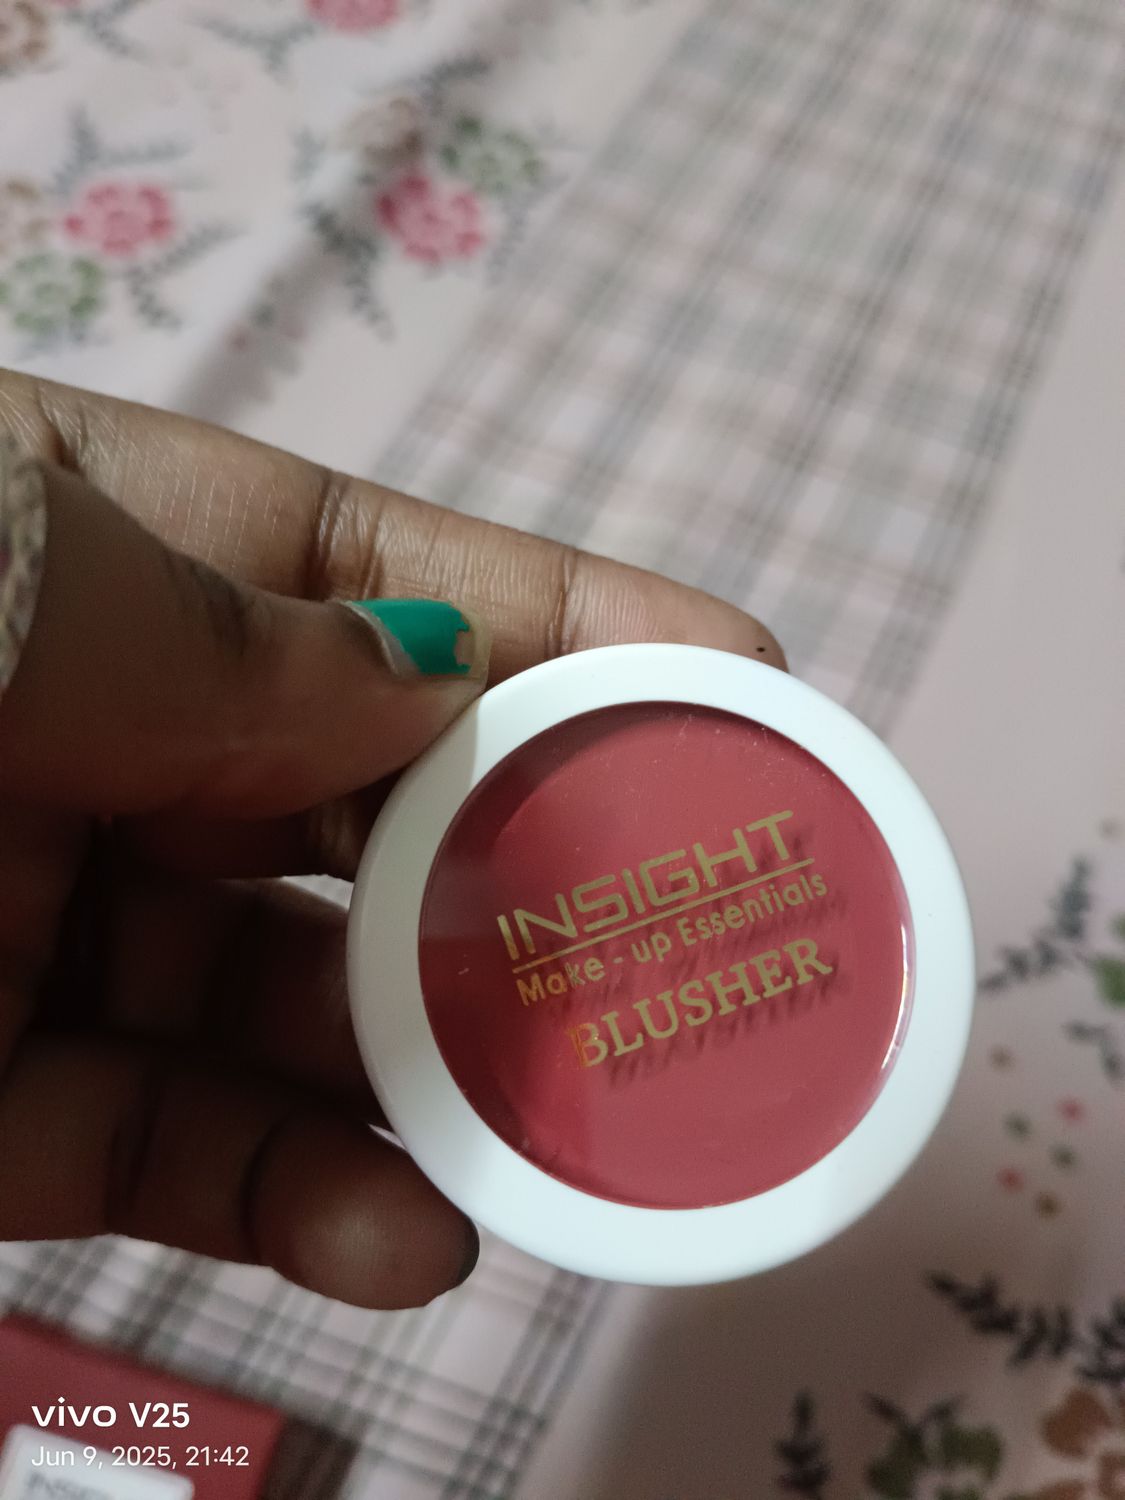 INSIGHT
Make-up Essentials
BLUSHER
vivo V25
Jun 9, 2025, 21:42